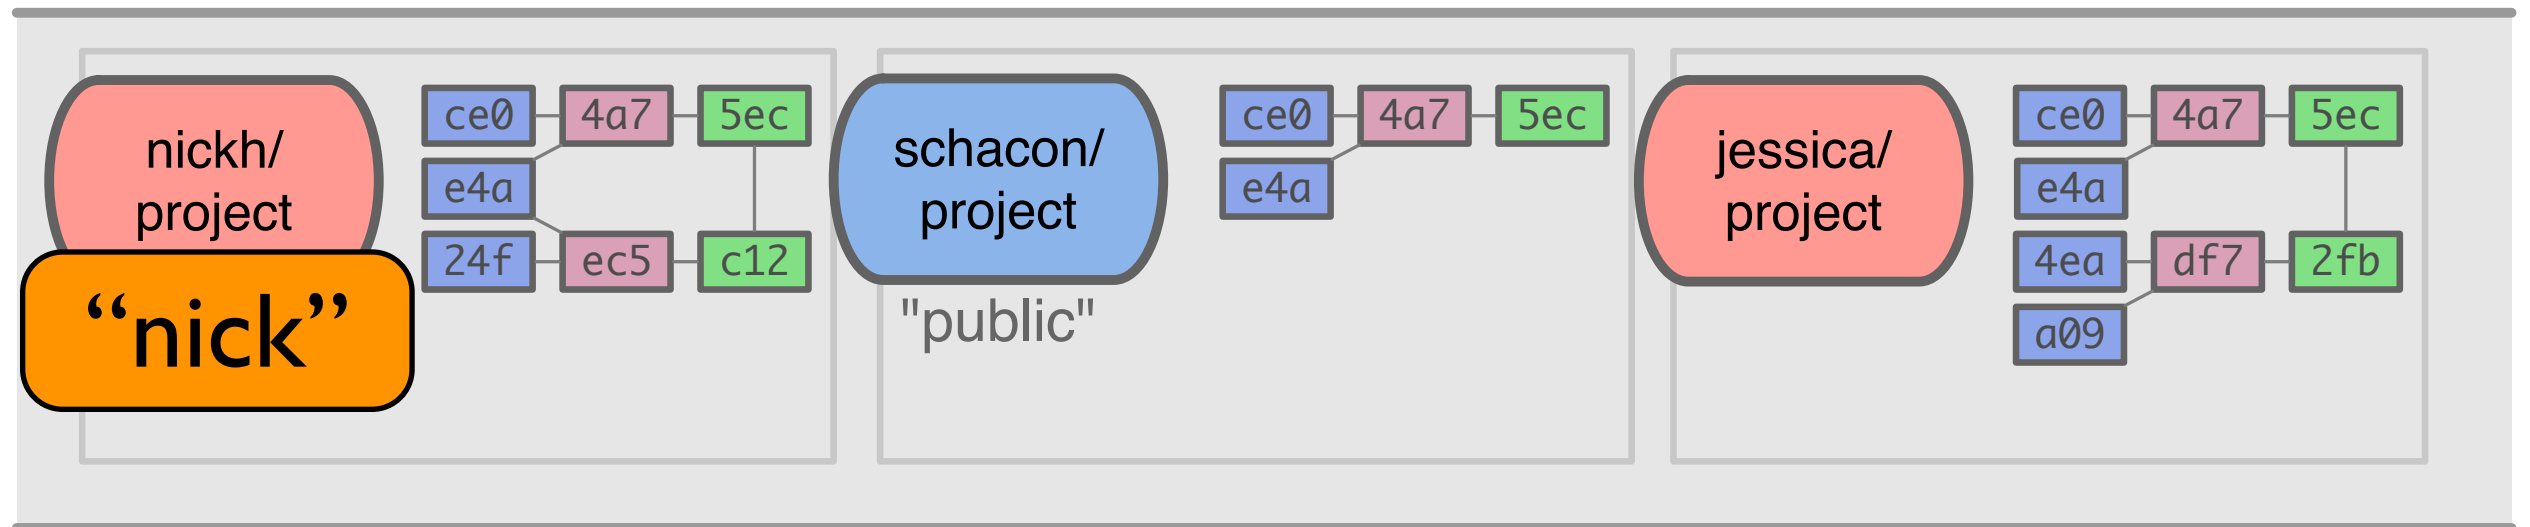 nickh/
project
“nick”
ce0 4a7 5ec
e4a
24f ec5 c12
schacon/
project
"public"
ce0 4a7 5ec
e4a
jessica/
project
ce0 4a7 5ec
e4a
4ea df7 2fb
a09